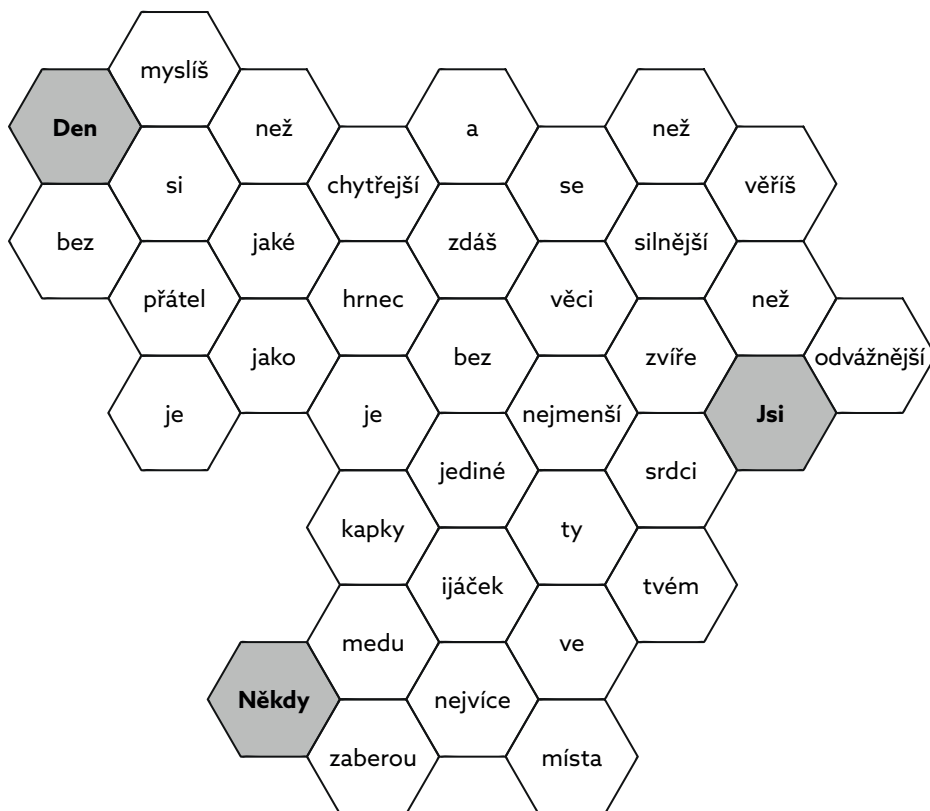 myslíš
Den než a než
si chytřejší se věříš
bez jaké zdáš silnější
přátel hrnec věci než
jako bez zvíře odvážnější
je je nejmenší Jsi
jediné srdci
kapky ty
ijáček tvém
medu ve
Někdy nejvíce
zaberou místa